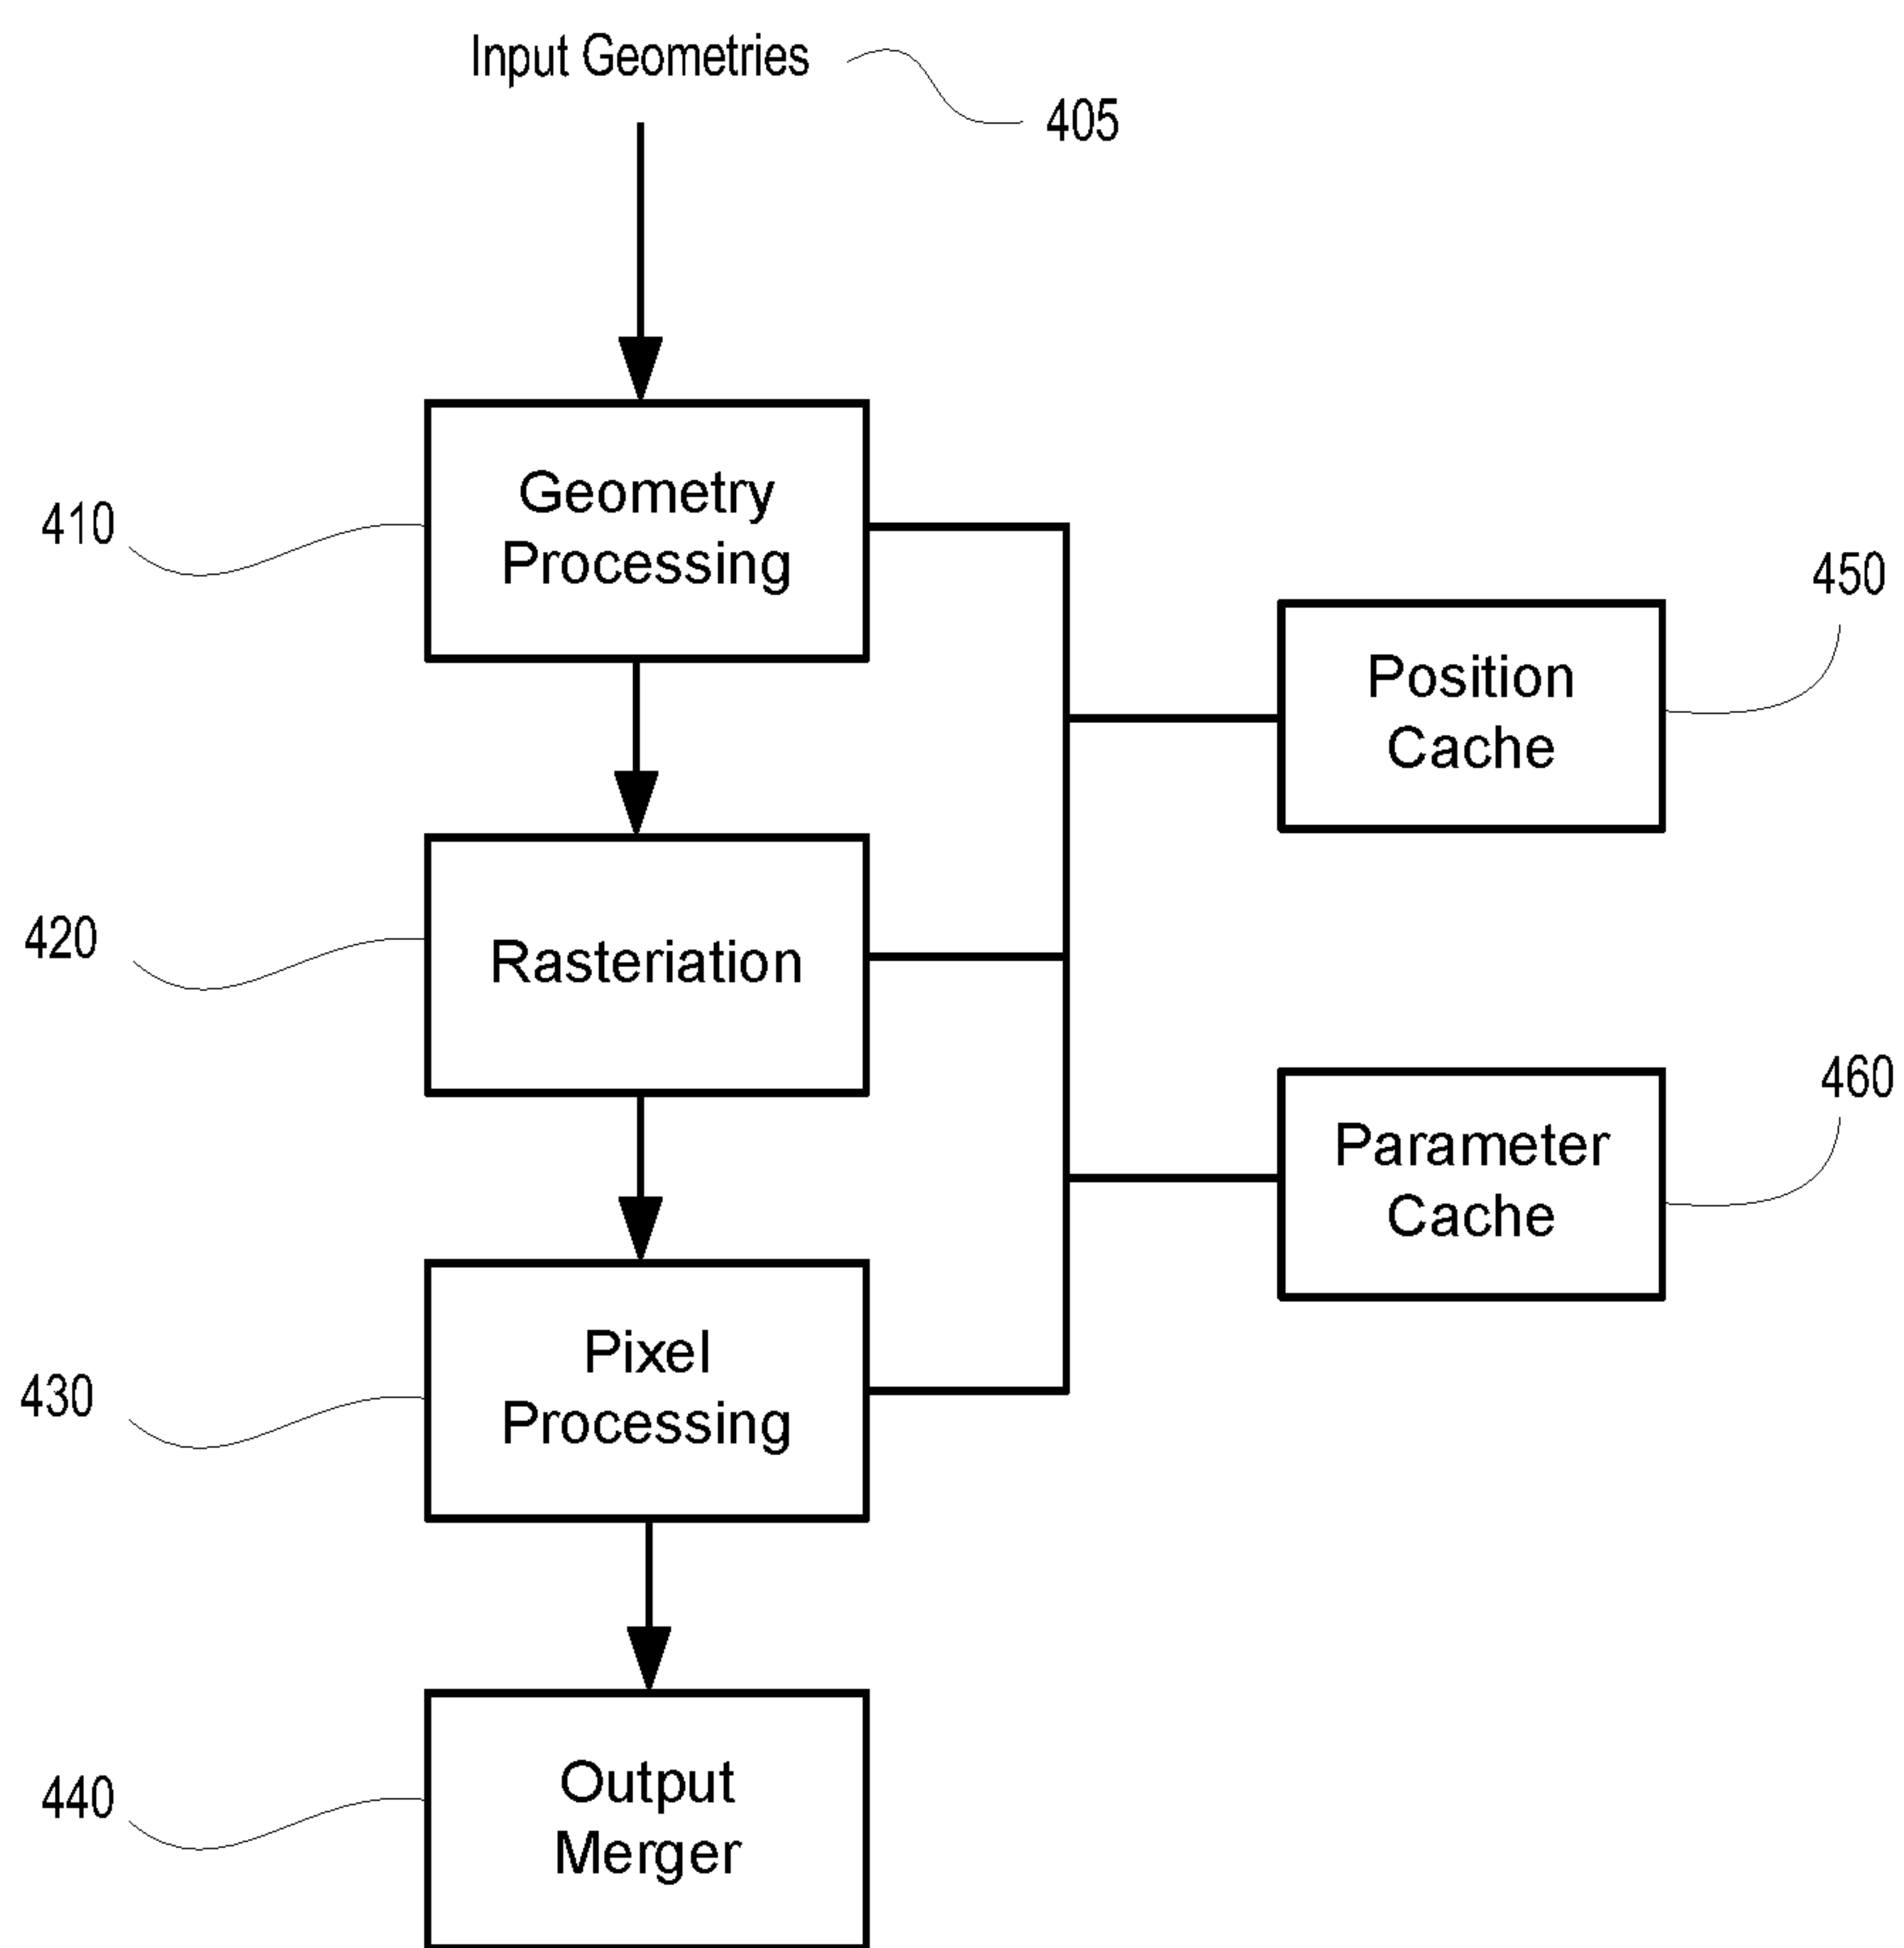 Input Geometries
405
Geometry
Processing
410
450
Position
Cache
Rasteriation
420
460
Parameter
Cache
Pixel
Processing
430
Output
Merger
440